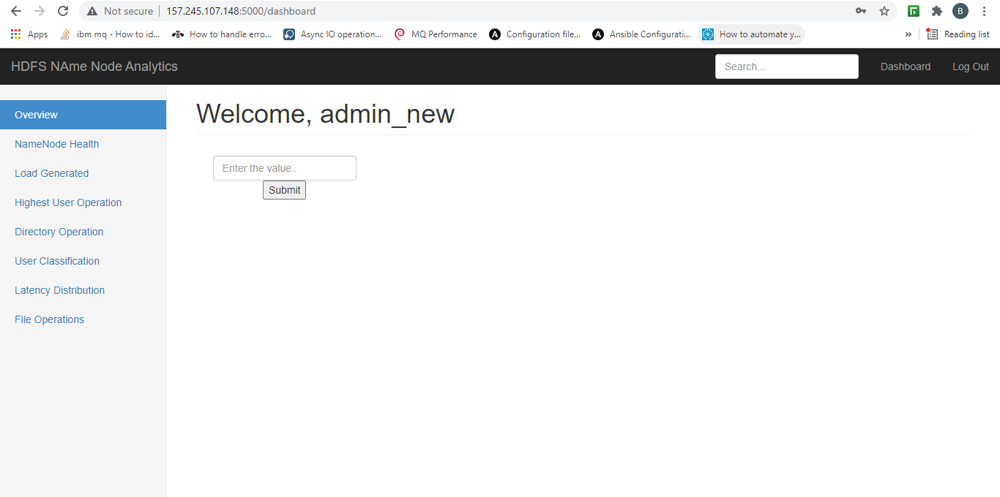 Not secure | 157.245.107.148:5000/dashboard
Apps ibm mq - How to id... How to handle erro... Async IO operation... MQ Performance Configuration file... Ansible Configurati... How to automate y... » Reading list
B
HDFS NAme Node Analytics Search... Dashboard Log Out
Overview
NameNode Health
Load Generated
Highest User Operation
Directory Operation
User Classification
Latency Distribution
File Operations
Welcome, admin_new
Enter the value..
Submit